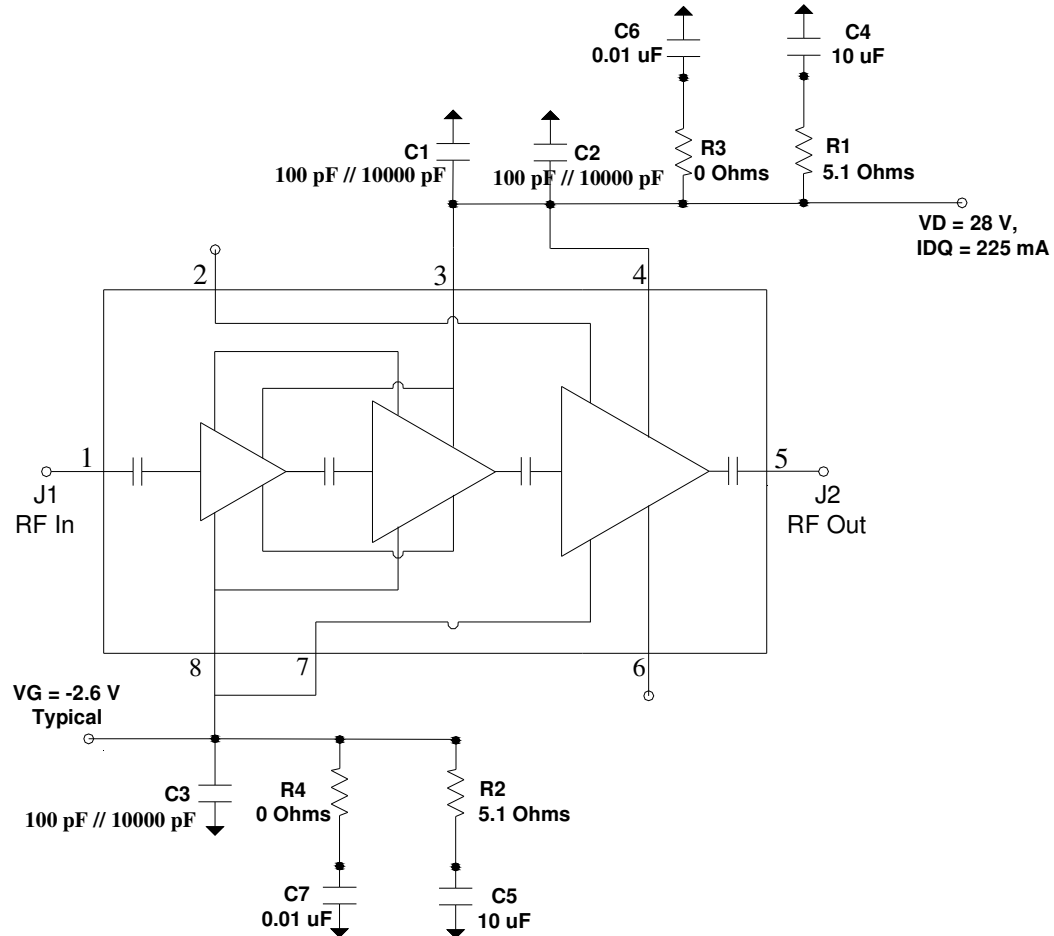 C6
0.01 uF
C4
10 uF
C1
100 pF // 10000 pF
C2
100 pF // 10000 pF
R3
0 Ohms
R1
5.1 Ohms
VD = 28 V,
IDQ = 225 mA
2
3
4
1
J1
RF In
5
J2
RF Out
8
7
6
VG = -2.6 V
Typical
C3
100 pF // 10000 pF
R4
0 Ohms
R2
5.1 Ohms
C7
0.01 uF
C5
10 uF